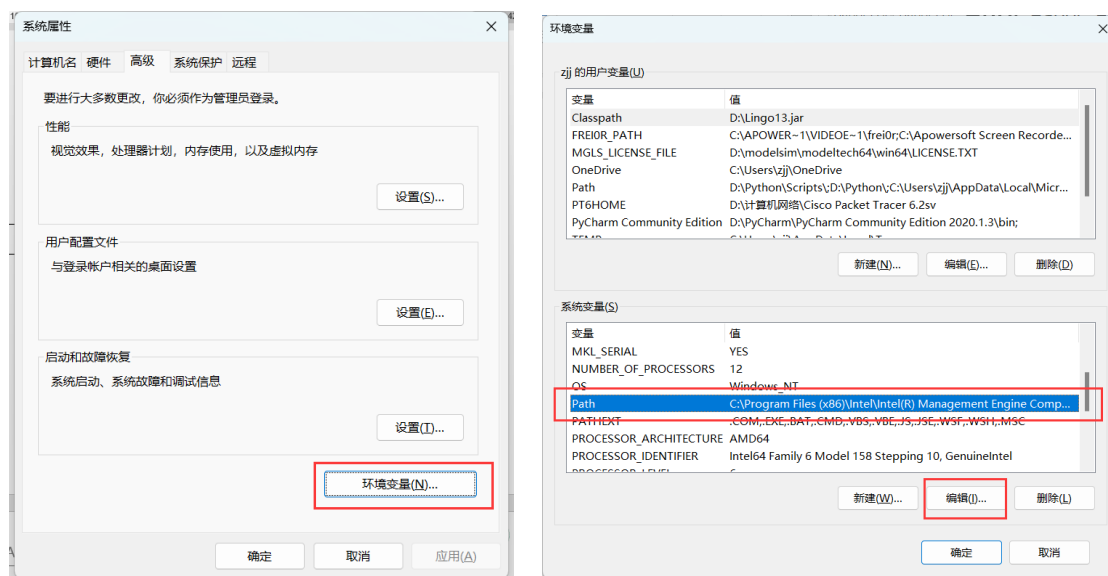 系统属性
计算机名 硬件 高级 系统保护 远程
要进行大多数更改，你必须作为管理员登录。
性能
视觉效果，处理器计划，内存使用，以及虚拟内存
设置(S)...
用户配置文件
与登录帐户相关的桌面设置
设置(E)...
启动和故障恢复
系统启动、系统故障和调试信息
设置(T)...
环境变量(N)...
确定 取消 应用(A)
环境变量
zjj 的用户变量(U)
变量 值
Classpath D:\Lingo13.jar
FREI0R_PATH C:\APOWER~1\VIDEOE~1\frei0r;C:\Apowersoft Screen Recorde...
MGLS_LICENSE_FILE D:\modelsim\modeltech64\win64\LICENSE.TXT
OneDrive C:\Users\zjj\OneDrive
Path D:\Python\Scripts\;D:\Python\;C:\Users\zjj\AppData\Local\Micr...
PT6HOME D:\计算机网络\Cisco Packet Tracer 6.2sv
PyCharm Community Edition D:\PyCharm\PyCharm Community Edition 2020.1.3\bin;
新建(N)... 编辑(E)... 删除(D)
系统变量(S)
变量 值
MKL_SERIAL YES
NUMBER_OF_PROCESSORS 12
OS Windows_NT
Path C:\Program Files (x86)\Intel\Intel(R) Management Engine Comp...
PATHEXT .COM;.EXE;.BAT;.CMD;.VBS;.VBE;.JS;.JSE;.WSF;.WSH;.MSC
PROCESSOR_ARCHITECTURE AMD64
PROCESSOR_IDENTIFIER Intel64 Family 6 Model 158 Stepping 10, GenuineIntel
新建(W)... 编辑(I)... 删除(L)
确定 取消